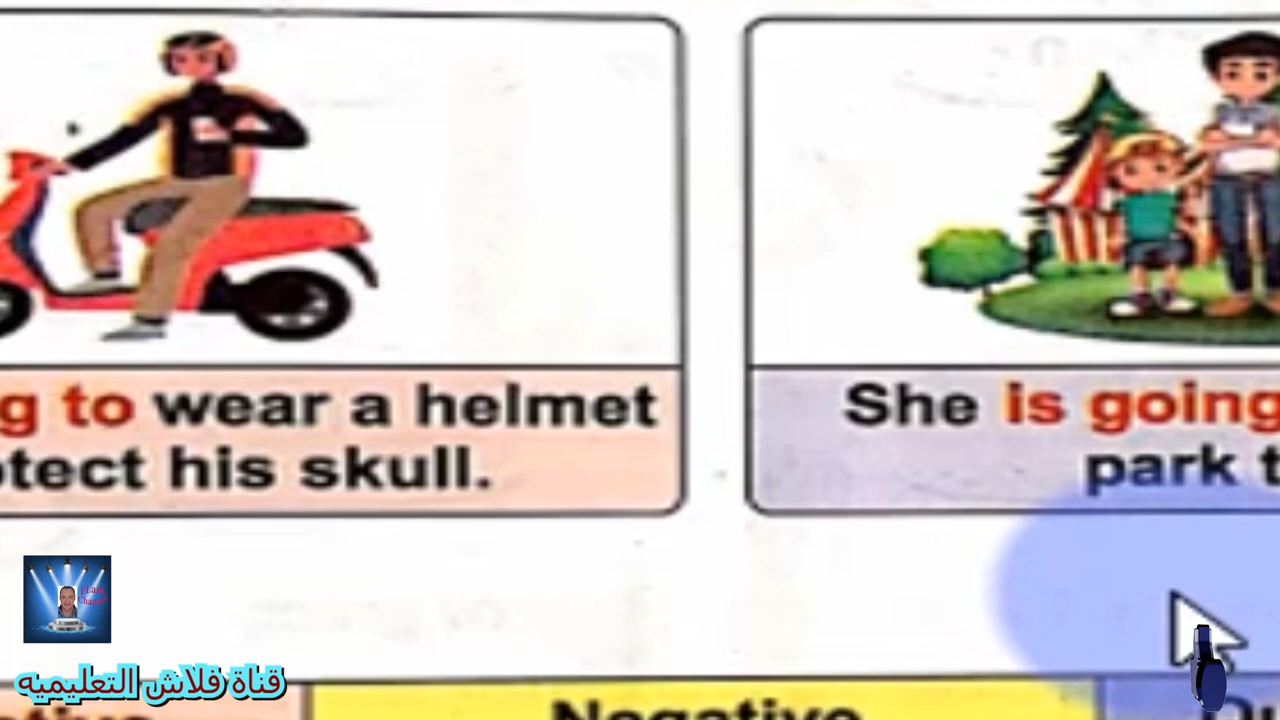 g to wear a helmet
otect his skull.
She is going
park t
قناة فلاش التعليميه
Negative